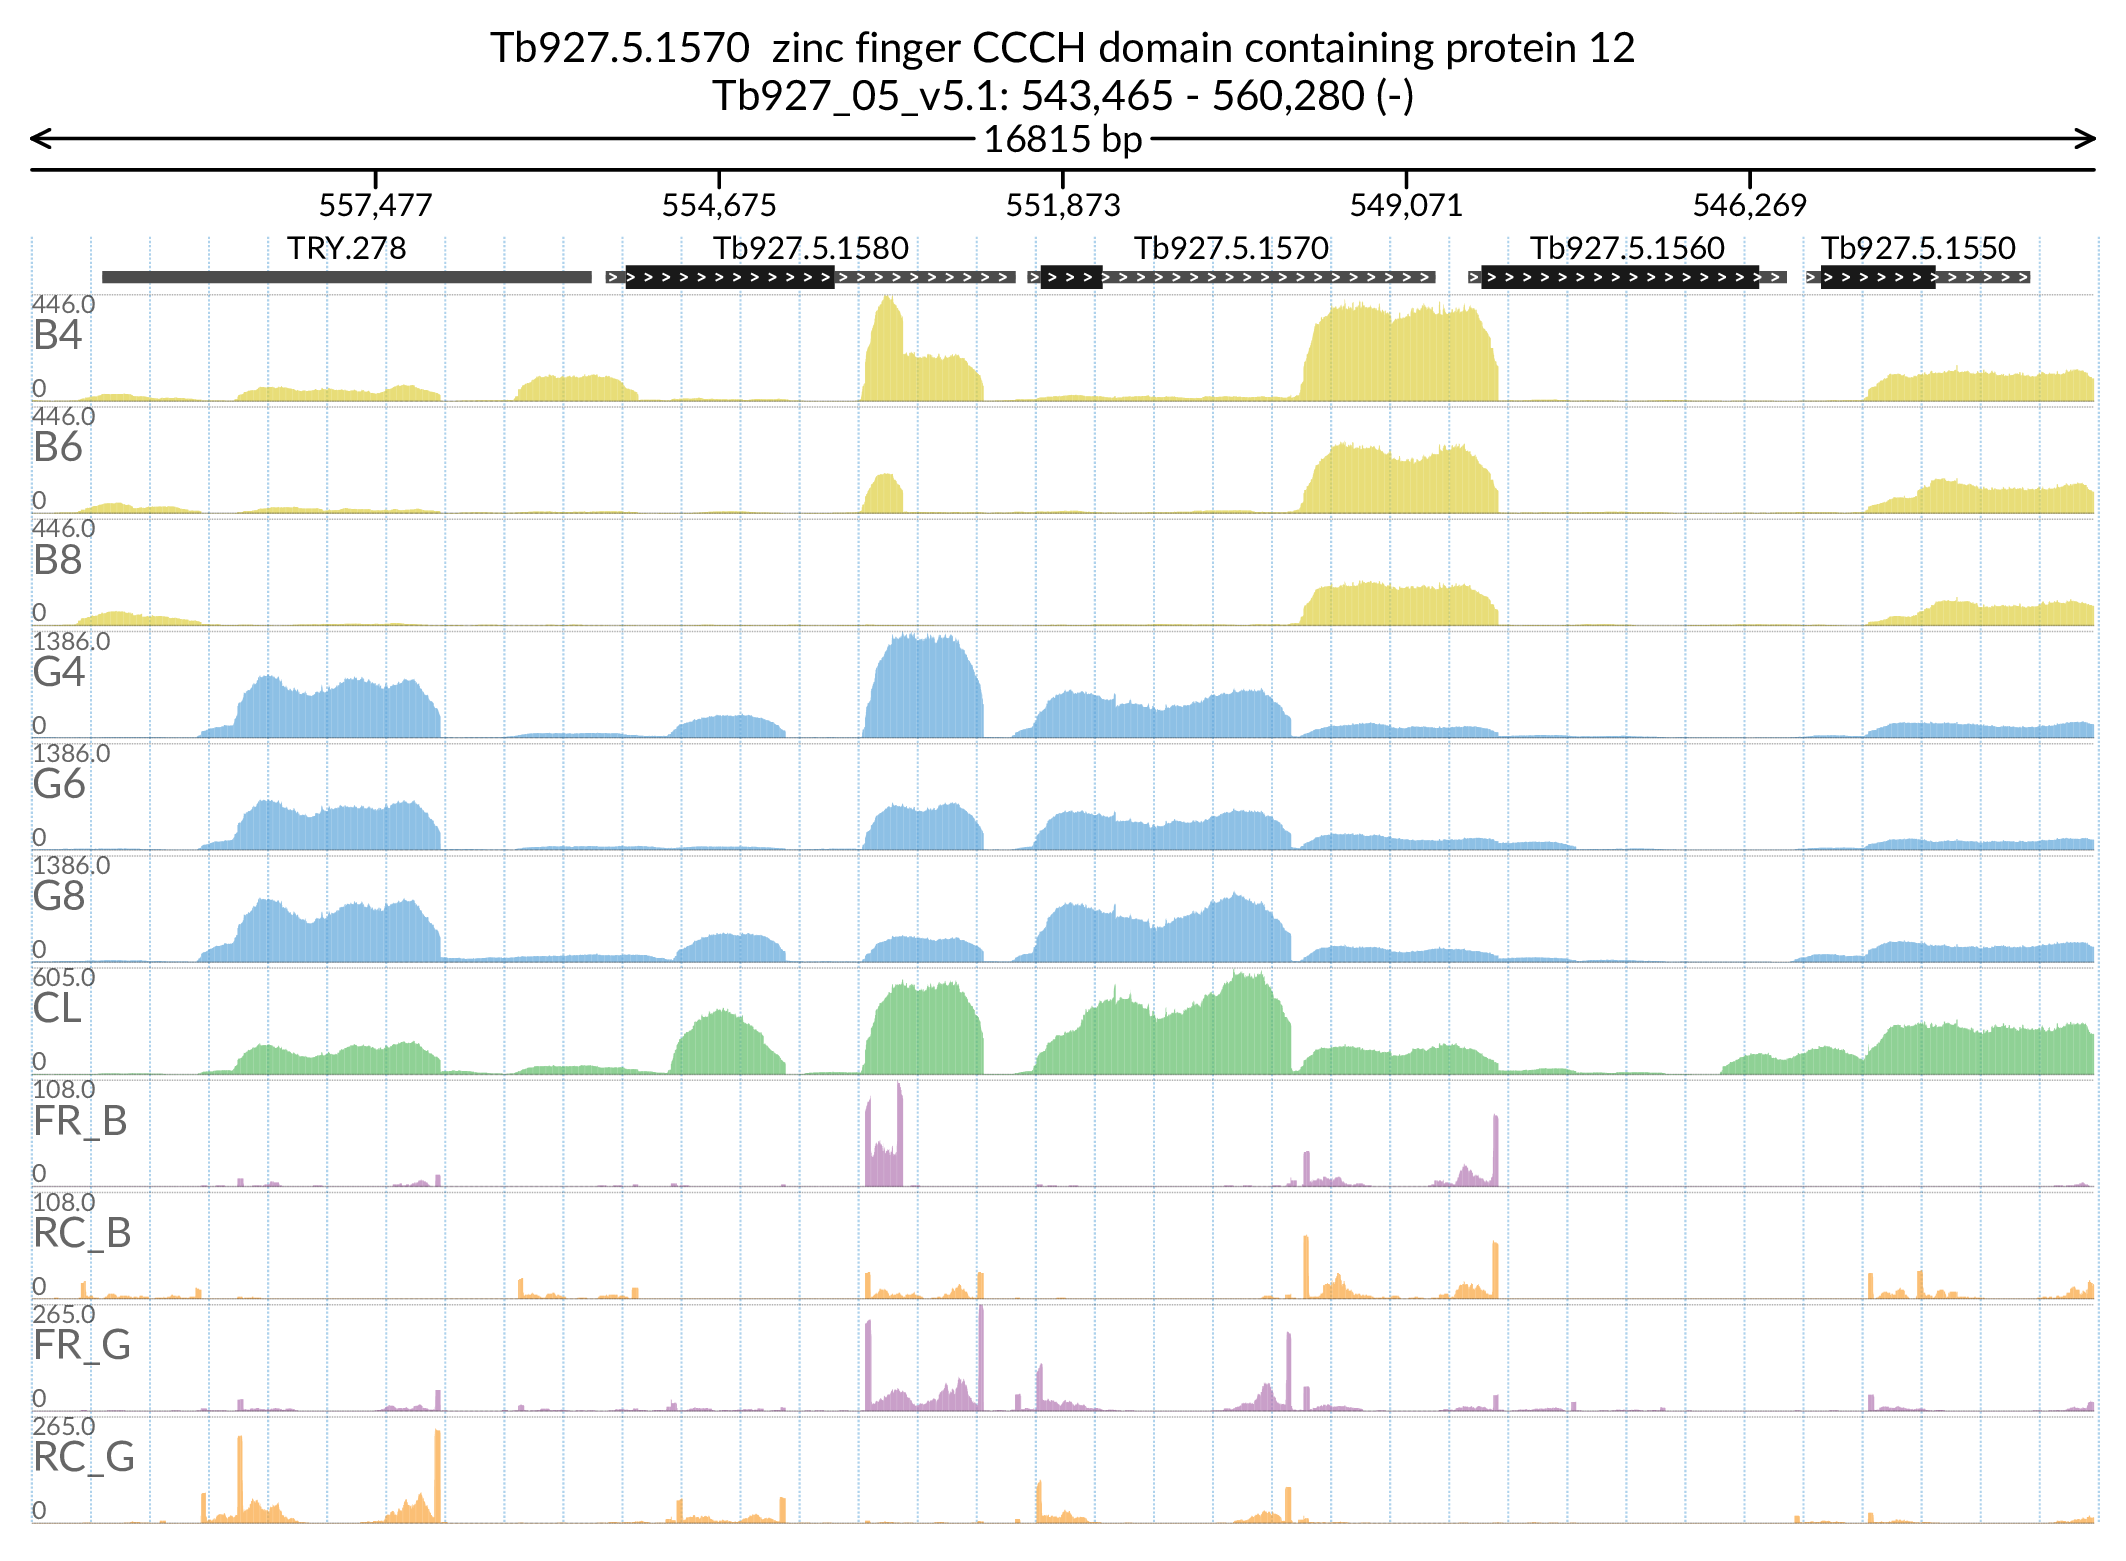 Tb927.5.1570 zinc finger CCCH domain containing protein 12
Tb927_05_v5.1: 543,465 - 560,280 (-)
16815 bp
557,477 554,675 551,873 549,071 546,269
TRY.278 Tb927.5.1580 Tb927.5.1570 Tb927.5.1560 Tb927.5.1550
446.0
B4
0
446.0
B6
0
446.0
B8
0
1386.0
G4
0
1386.0
G6
0
1386.0
G8
0
605.0
CL
0
108.0
FR_B
0
108.0
RC_B
0
265.0
FR_G
0
265.0
RC_G
0